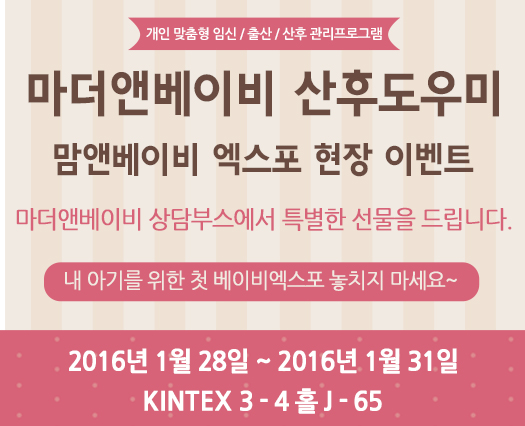 개인 맞춤형 임신 / 출산 / 산후 관리프로그램
마더앤베이비 산후도우미
맘앤베이비 엑스포 현장 이벤트
마더앤베이비 상담부스에서 특별한 선물을 드립니다.
내 아기를 위한 첫 베이비엑스포 놓치지 마세요~
2016년 1월 28일 ~ 2016년 1월 31일
KINTEX 3 - 4 홀 J - 65